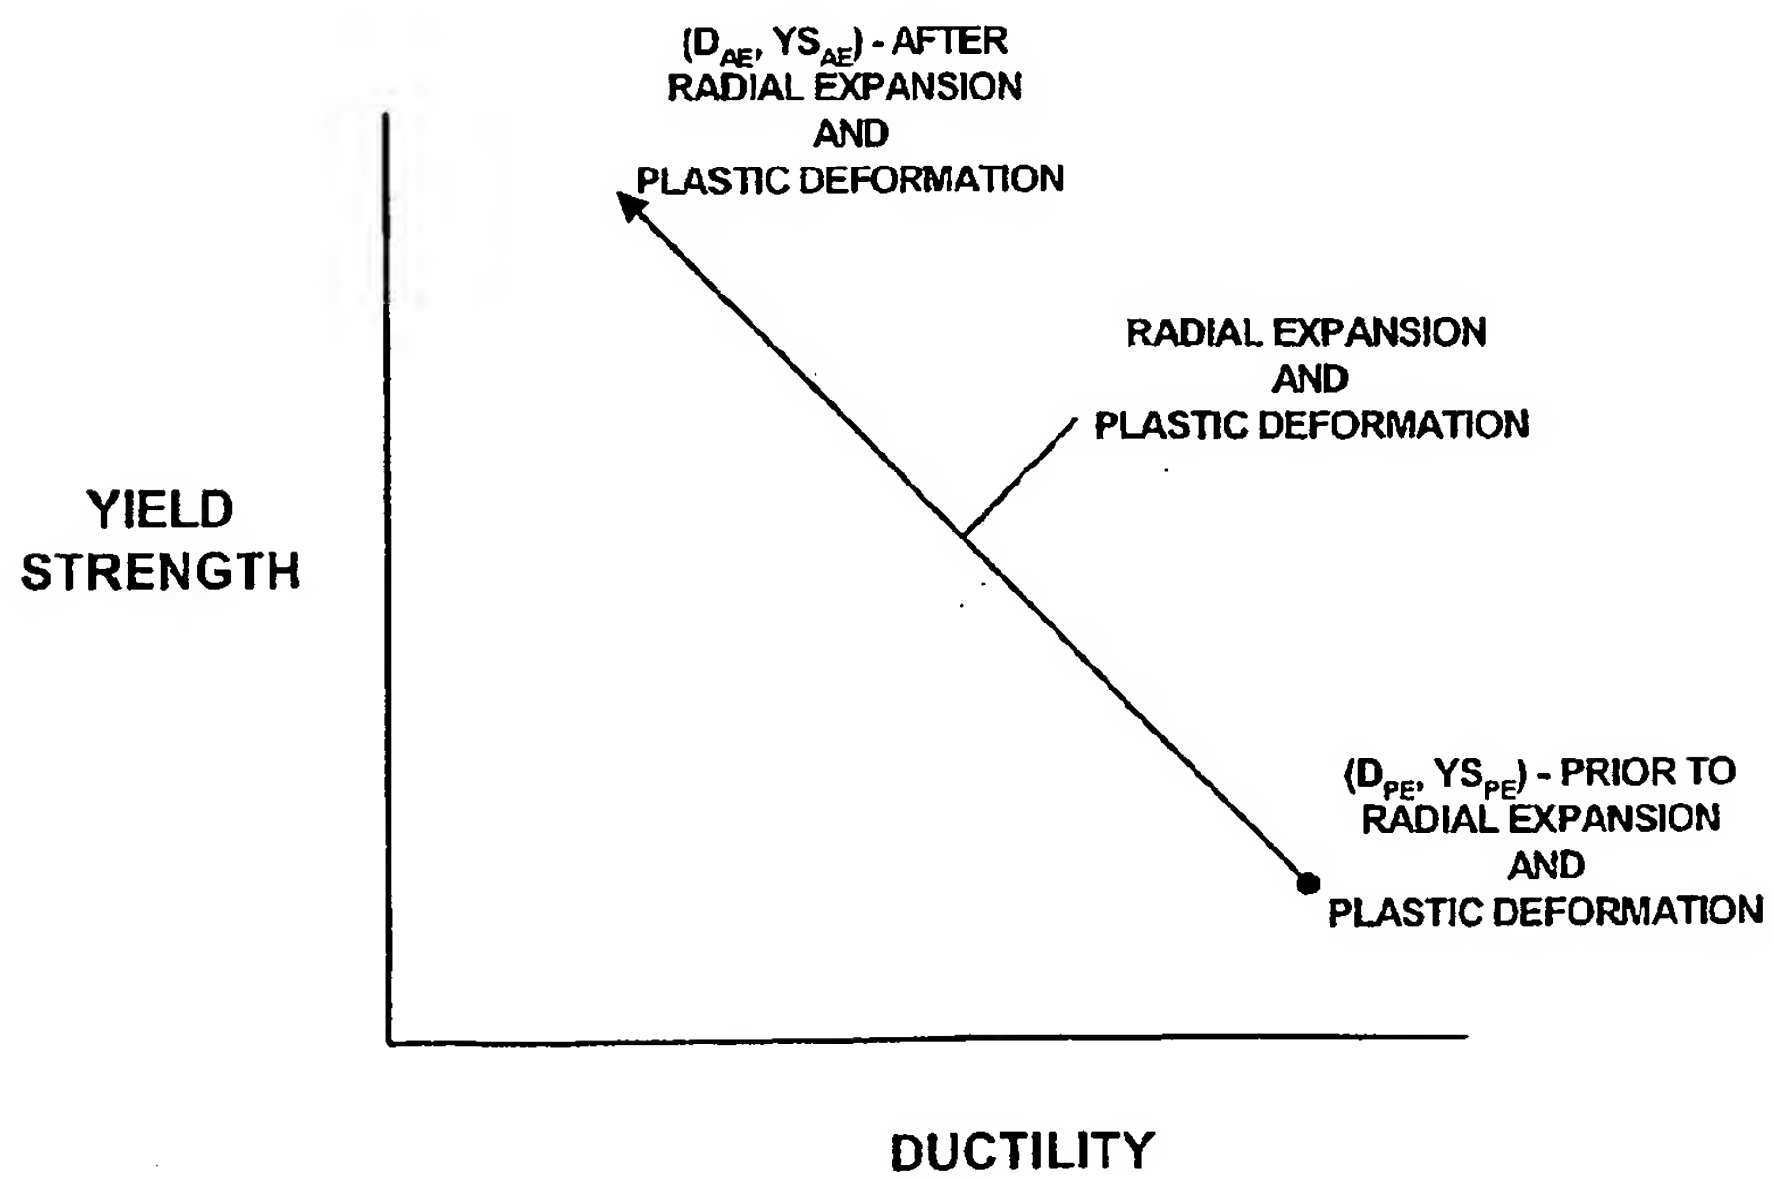 (D_AE, YS_AE) - AFTER
RADIAL EXPANSION
AND
PLASTIC DEFORMATION
RADIAL EXPANSION
AND
PLASTIC DEFORMATION
YIELD
STRENGTH
(D_PE, YS_PE) - PRIOR TO
RADIAL EXPANSION
AND
PLASTIC DEFORMATION
DUCTILITY